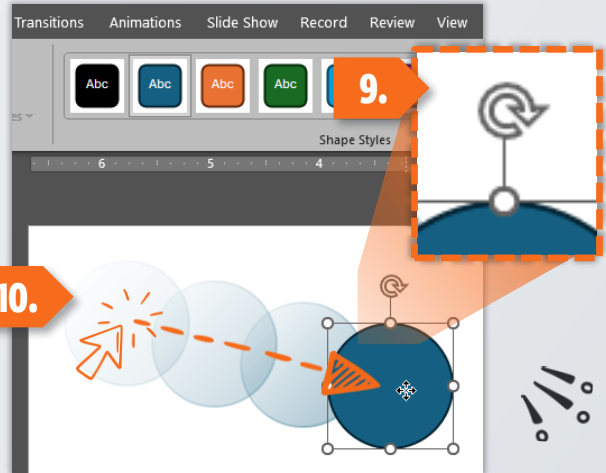 Transitions Animations Slide Show Record Review View
Abc Abc Abc Abc
9.
Shape Styles
6 5 4
10.